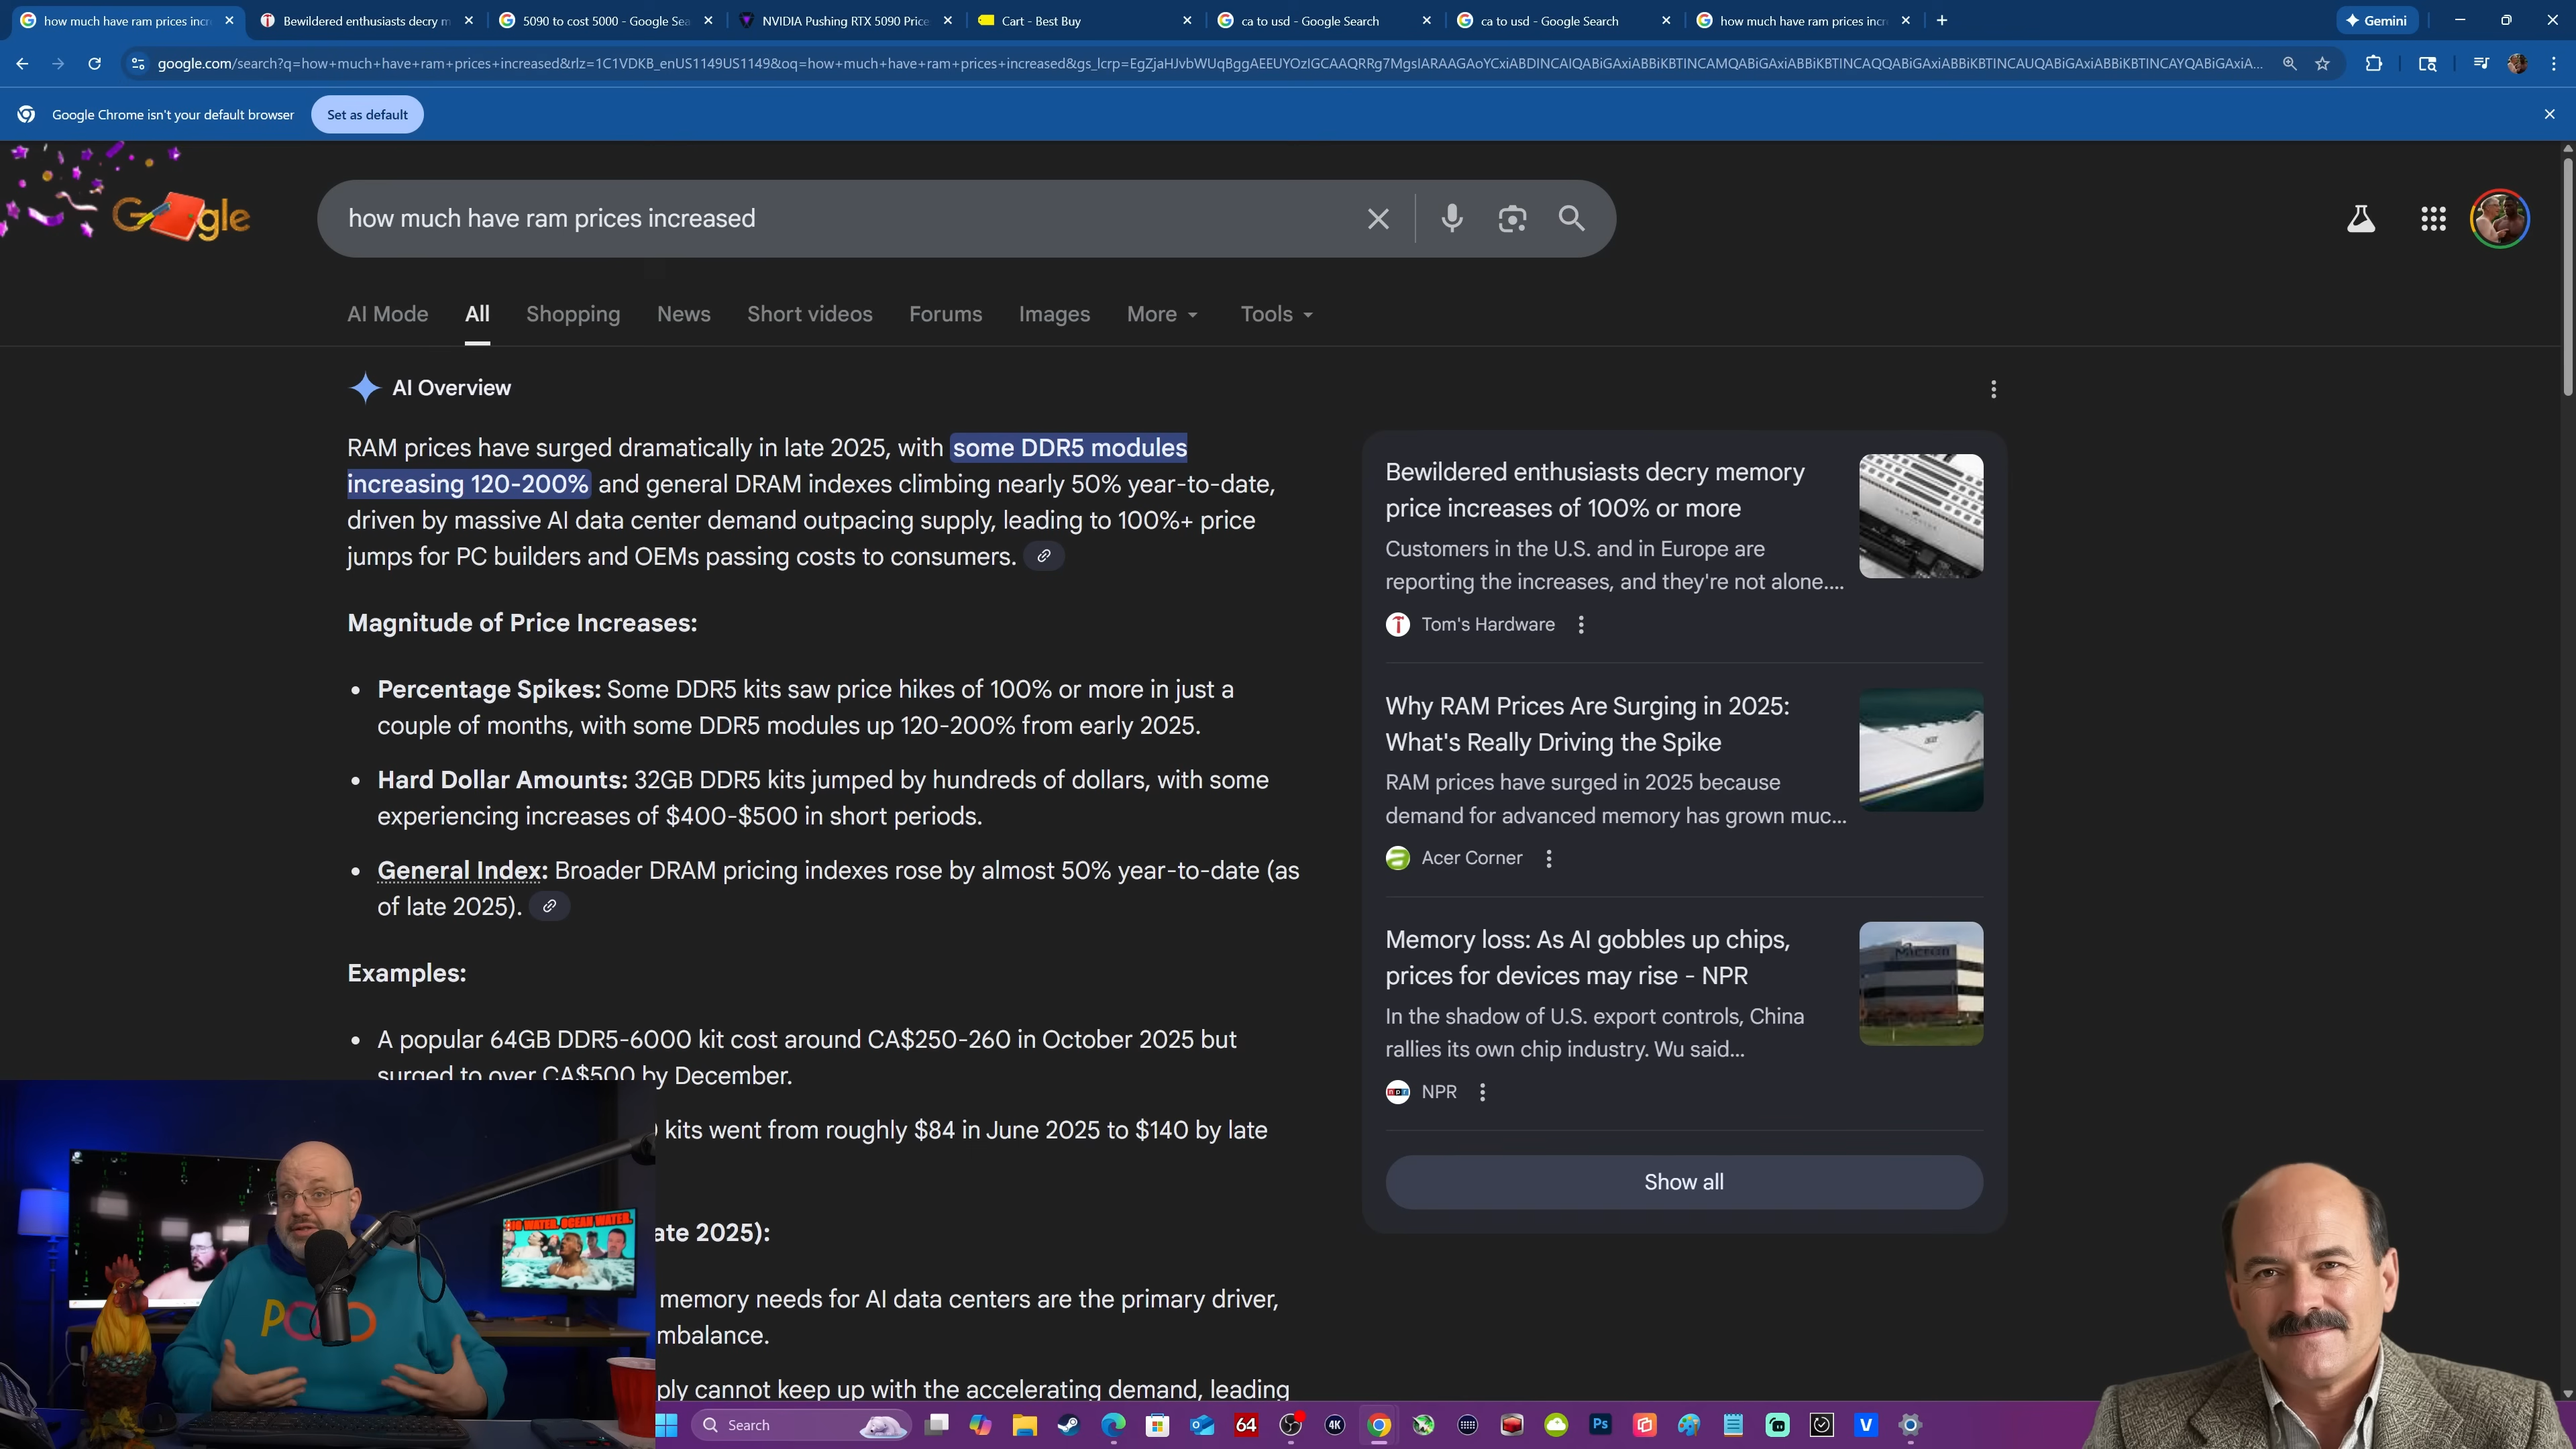 how much have ram prices incr
Bewildered enthusiasts decry m
5090 to cost 5000 - Google Sea
NVIDIA Pushing RTX 5090 Price
Cart - Best Buy
ca to usd - Google Search
ca to usd - Google Search
how much have ram prices incr
Gemini
google.com/search?q=how+much+have+ram+prices+increased&rlz=1C1VDKB_enUS1149US1149&oq=how+much+have+ram+prices+increased&gs_lcrp=
Google Chrome isn't your default browser
Set as default
Google
how much have ram prices increased
AI Mode
All
Shopping
News
Short videos
Forums
Images
More
Tools
AI Overview
RAM prices have surged dramatically in late 2025, with some DDR5 modules
increasing 120-200% and general DRAM indexes climbing nearly 50% year-to-date,
driven by massive AI data center demand outpacing supply, leading to 100%+ price
jumps for PC builders and OEMs passing costs to consumers.
Magnitude of Price Increases:
• Percentage Spikes: Some DDR5 kits saw price hikes of 100% or more in just a
couple of months, with some DDR5 modules up 120-200% from early 2025.
• Hard Dollar Amounts: 32GB DDR5 kits jumped by hundreds of dollars, with some
experiencing increases of $400-$500 in short periods.
• General Index: Broader DRAM pricing indexes rose by almost 50% year-to-date (as
of late 2025).
Examples:
• A popular 64GB DDR5-6000 kit cost around CA$250-260 in October 2025 but
surged to over CA$500 by December.
kits went from roughly $84 in June 2025 to $140 by late
ate 2025):
memory needs for AI data centers are the primary driver,
mbalance.
ply cannot keep up with the accelerating demand, leading
Bewildered enthusiasts decry memory
price increases of 100% or more
Customers in the U.S. and in Europe are
reporting the increases, and they're not alone....
Tom's Hardware
Why RAM Prices Are Surging in 2025:
What's Really Driving the Spike
RAM prices have surged in 2025 because
demand for advanced memory has grown muc...
Acer Corner
Memory loss: As AI gobbles up chips,
prices for devices may rise - NPR
In the shadow of U.S. export controls, China
rallies its own chip industry. Wu said...
Micron
npr
NPR
Show all
WATER. OCEAN WATER.
Search
64
4K
Ps
V